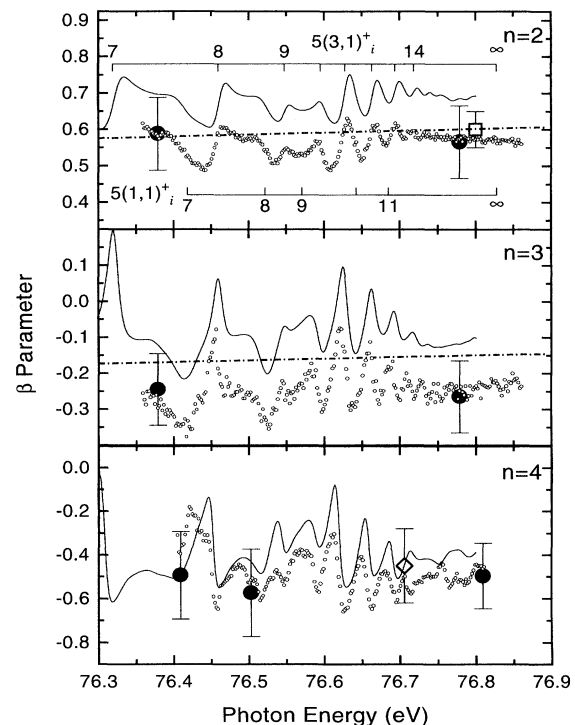 n=2
0.9
0.8
0.7
0.6
0.5
0.4
5(3,1)⁺ᵢ
7 8 9 14 ∞
5(1,1)⁺ᵢ
7 8 9 11 ∞
n=3
0.1
0.0
-0.1
-0.2
-0.3
β Parameter
n=4
0.0
-0.2
-0.4
-0.6
-0.8
76.3 76.4 76.5 76.6 76.7 76.8 76.9
Photon Energy (eV)